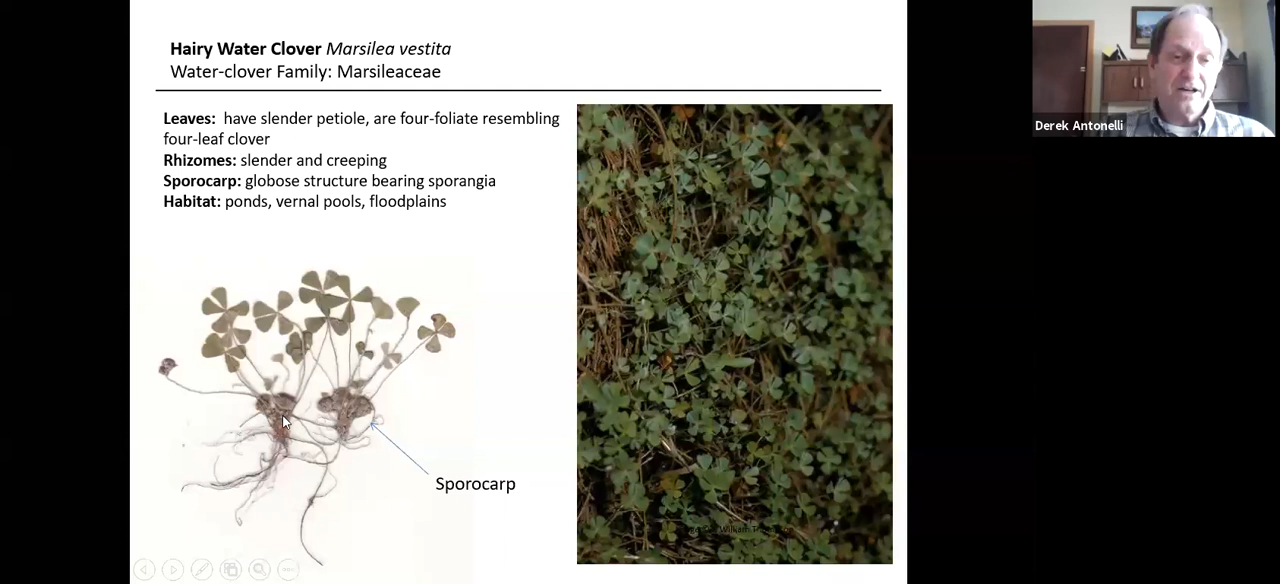 Hairy Water Clover Marsilea vestita
Water-clover Family: Marsileaceae
Leaves: have slender petiole, are four-foliate resembling
four-leaf clover
Rhizomes: slender and creeping
Sporocarp: globose structure bearing sporangia
Habitat: ponds, vernal pools, floodplains
Sporocarp
William
Derek Antonelli